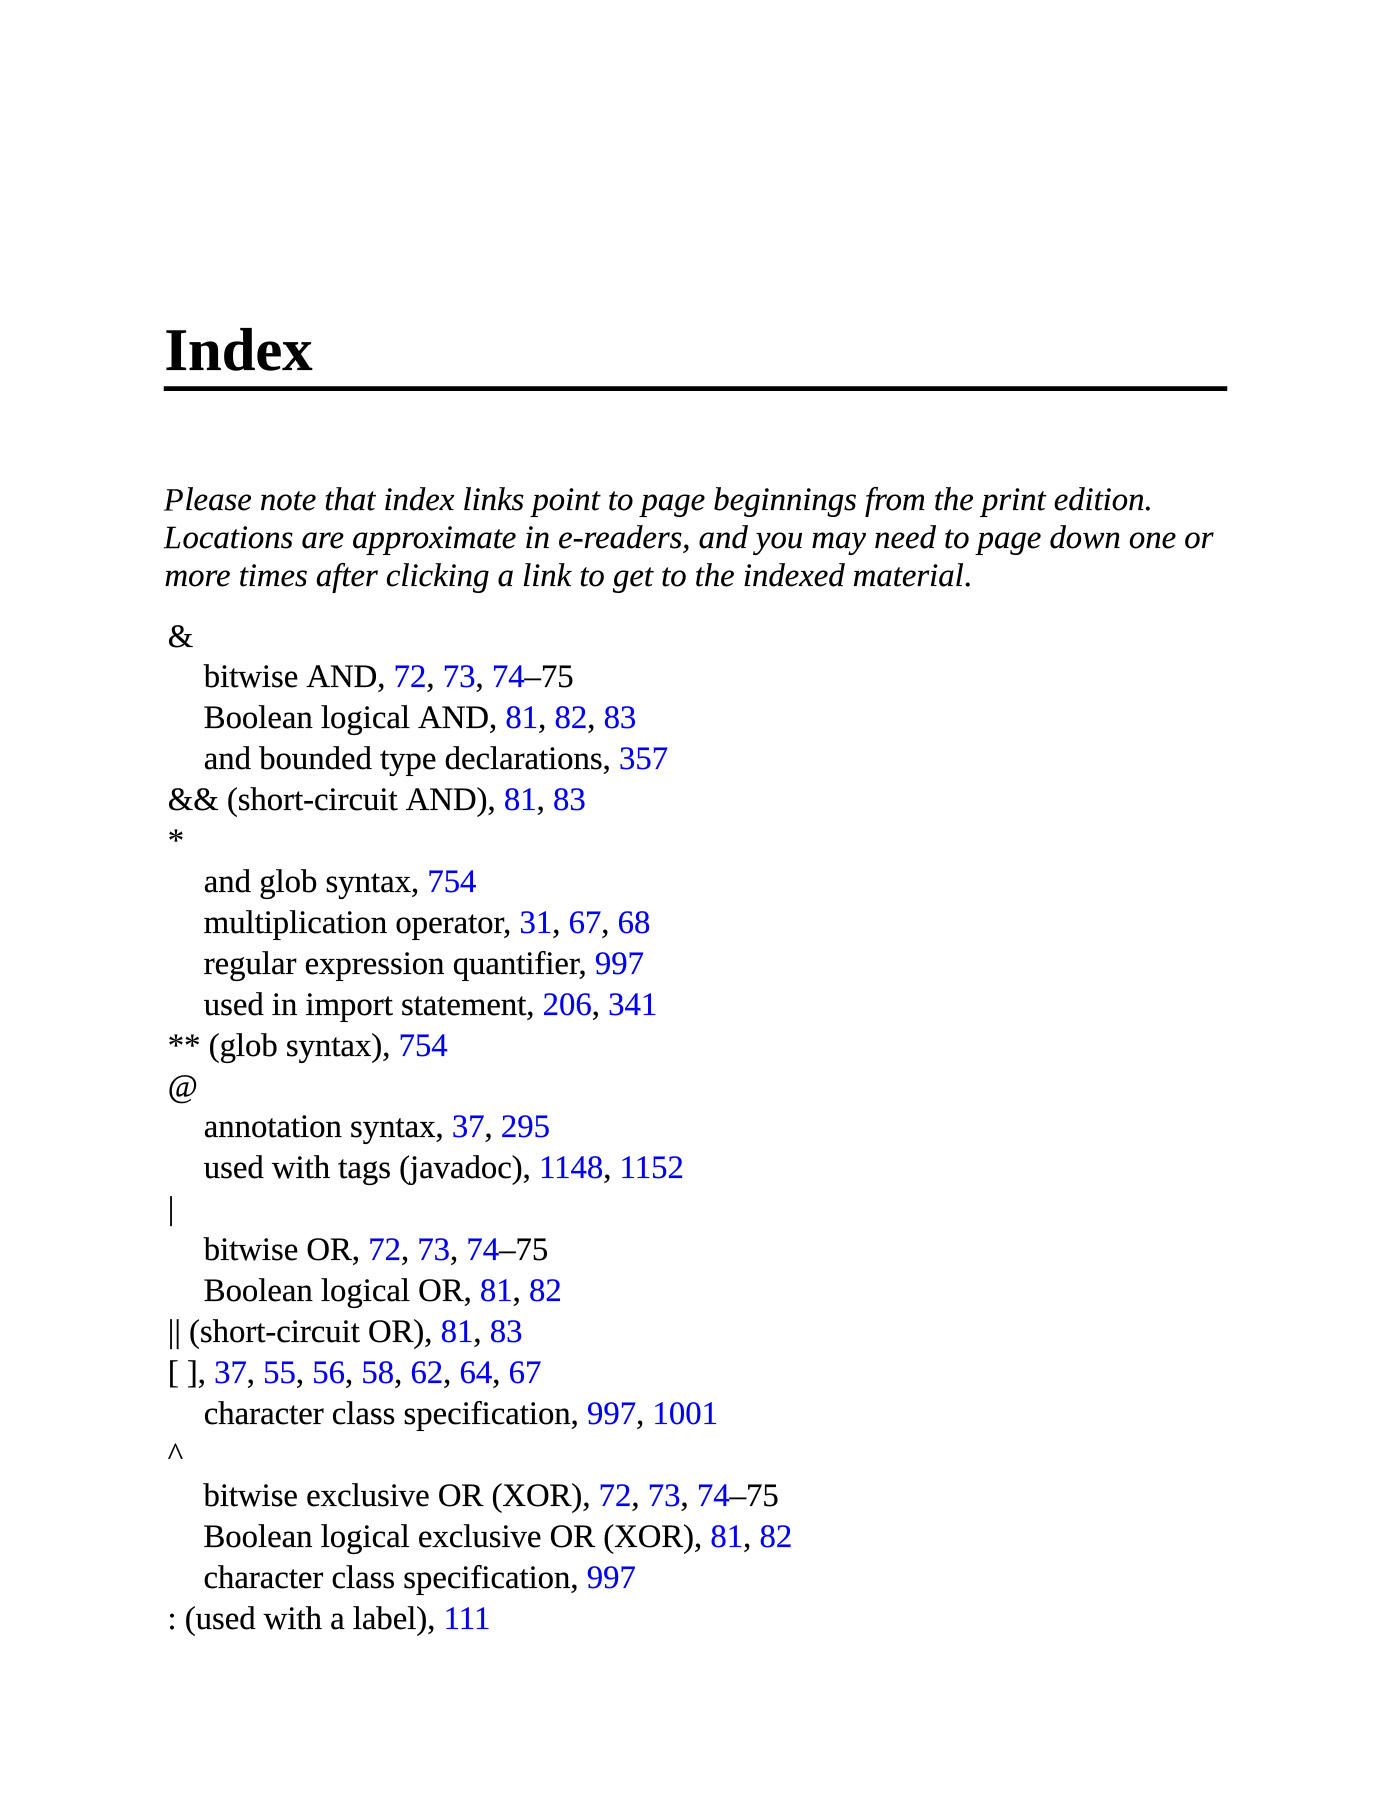 Index
Please note that index links point to page beginnings from the print edition.
Locations are approximate in e-readers, and you may need to page down one or
more times after clicking a link to get to the indexed material.
&
bitwise AND, 72, 73, 74–75
Boolean logical AND, 81, 82, 83
and bounded type declarations, 357
&& (short-circuit AND), 81, 83
*
and glob syntax, 754
multiplication operator, 31, 67, 68
regular expression quantifier, 997
used in import statement, 206, 341
** (glob syntax), 754
@
annotation syntax, 37, 295
used with tags (javadoc), 1148, 1152
|
bitwise OR, 72, 73, 74–75
Boolean logical OR, 81, 82
|| (short-circuit OR), 81, 83
[ ], 37, 55, 56, 58, 62, 64, 67
character class specification, 997, 1001
^
bitwise exclusive OR (XOR), 72, 73, 74–75
Boolean logical exclusive OR (XOR), 81, 82
character class specification, 997
: (used with a label), 111